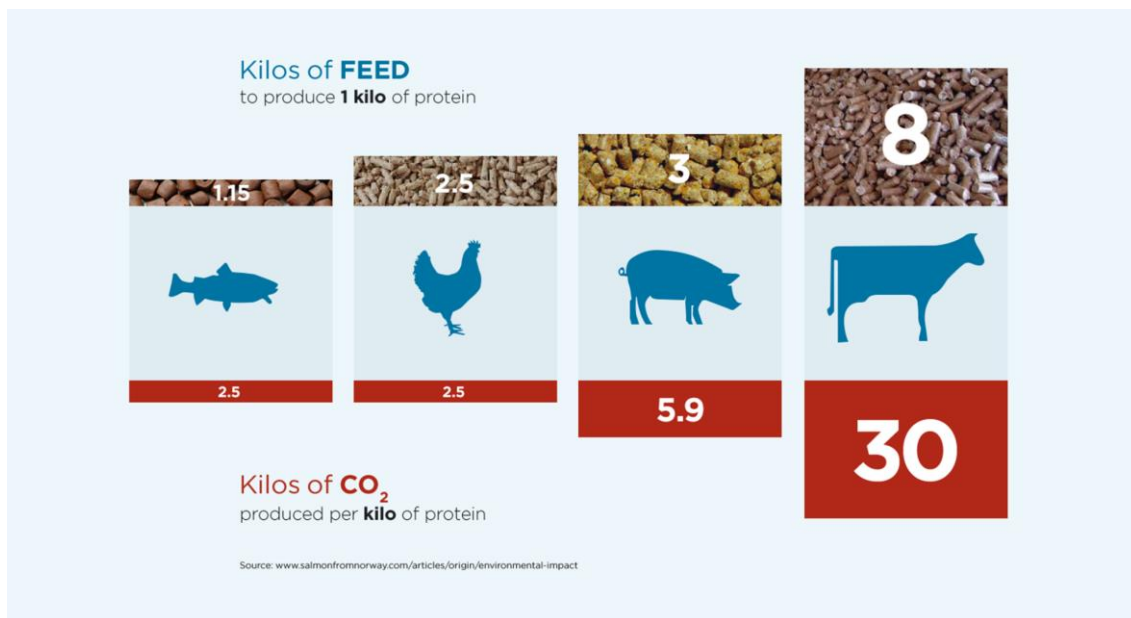 Kilos of FEED
to produce 1 kilo of protein
1.15
2.5
3
8
2.5
2.5
5.9
30
Kilos of CO2
produced per kilo of protein
Source: www.salmonfromnorway.com/articles/origin/environmental-impact